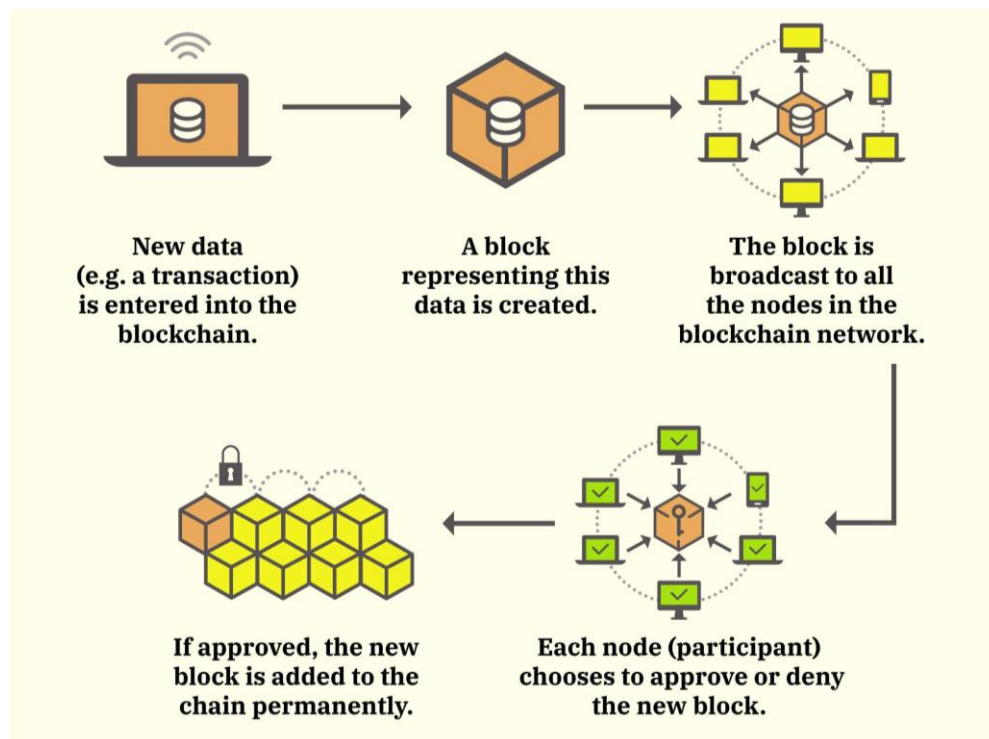 New data
(e.g. a transaction)
is entered into the
blockchain.
A block
representing this
data is created.
The block is
broadcast to all
the nodes in the
blockchain network.
Each node (participant)
chooses to approve or deny
the new block.
If approved, the new
block is added to the
chain permanently.